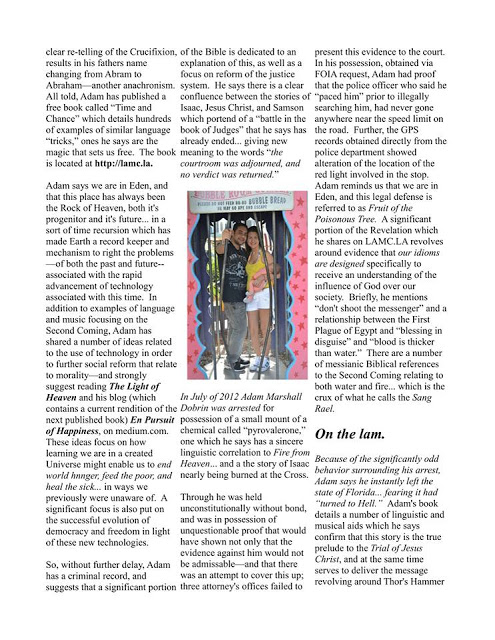 clear re-telling of the Crucifixion,
results in his fathers name
changing from Abram to
Abraham—another anachronism.
All told, Adam has published a
free book called “Time and
Chance” which details hundreds
of examples of similar language
“tricks,” ones he says are the
magic that sets us free.  The book
is located at http://lamc.la.

Adam says we are in Eden, and
that this place has always been
the Rock of Heaven, both it's
progenitor and it's future... in a
sort of time recursion which has
made Earth a record keeper and
mechanism to right the problems
—of both the past and future--
associated with the rapid
advancement of technology
associated with this time.  In
addition to examples of language
and music focusing on the
Second Coming, Adam has
shared a number of ideas related
to the use of technology in order
to further social reform that relate
to morality—and strongly
suggest reading The Light of
Heaven and his blog (which
contains a current rendition of the
next published book) En Pursuit
of Happiness, on medium.com.
These ideas focus on how
learning we are in a created
Universe might enable us to end
world hunger, feed the poor, and
heal the sick... in ways we
previously were unaware of.  A
significant focus is also put on
the successful evolution of
democracy and freedom in light
of these new technologies.

So, without further delay, Adam
has a criminal record, and
suggests that a significant portion
of the Bible is dedicated to an
explanation of this, as well as a
focus on reform of the justice
system.  He says there is a clear
confluence between the stories of
Isaac, Jesus Christ, and Samson
which portend of a “battle in the
book of Judges” that he says has
already ended... giving new
meaning to the words “the
courtroom was adjourned, and
no verdict was returned.”
PLEASE DO NOT FEED OR BUBBLE BREAD
In July of 2012 Adam Marshall
Dobrin was arrested for
possession of a small mount of a
chemical called “pyrovalerone,”
one which he says has a sincere
linguistic correlation to Fire from
Heaven... and a the story of Isaac
nearly being burned at the Cross.

Through he was held
unconstitutionally without bond,
and was in possession of
unquestionable proof that would
have shown not only that the
evidence against him would not
be admissable—and that there
was an attempt to cover this up;
three attorney's offices failed to
present this evidence to the court.
In his possession, obtained via
FOIA request, Adam had proof
that the police officer who said he
“paced him” prior to illegally
searching him, had never gone
anywhere near the speed limit on
the road.  Further, the GPS
records obtained directly from the
police department showed
alteration of the location of the
red light involved in the stop.
Adam reminds us that we are in
Eden, and this legal defense is
referred to as Fruit of the
Poisonous Tree.  A significant
portion of the Revelation which
he shares on LAMC.LA revolves
around evidence that our idioms
are designed specifically to
receive an understanding of the
influence of God over our
society.  Briefly, he mentions
“don't shoot the messenger” and a
relationship between the First
Plague of Egypt and “blessing in
disguise” and “blood is thicker
than water.”  There are a number
of messianic Biblical references
to the Second Coming relating to
both water and fire... which is the
crux of what he calls the Sang
Rael.

On the lam.

Because of the significantly odd
behavior surrounding his arrest,
Adam says he instantly left the
state of Florida... fearing it had
“turned to Hell.”  Adam's book
details a number of linguistic and
musical aids which he says
confirm that this story is the true
prelude to the Trial of Jesus
Christ, and at the same time
serves to deliver the message
revolving around Thor's Hammer